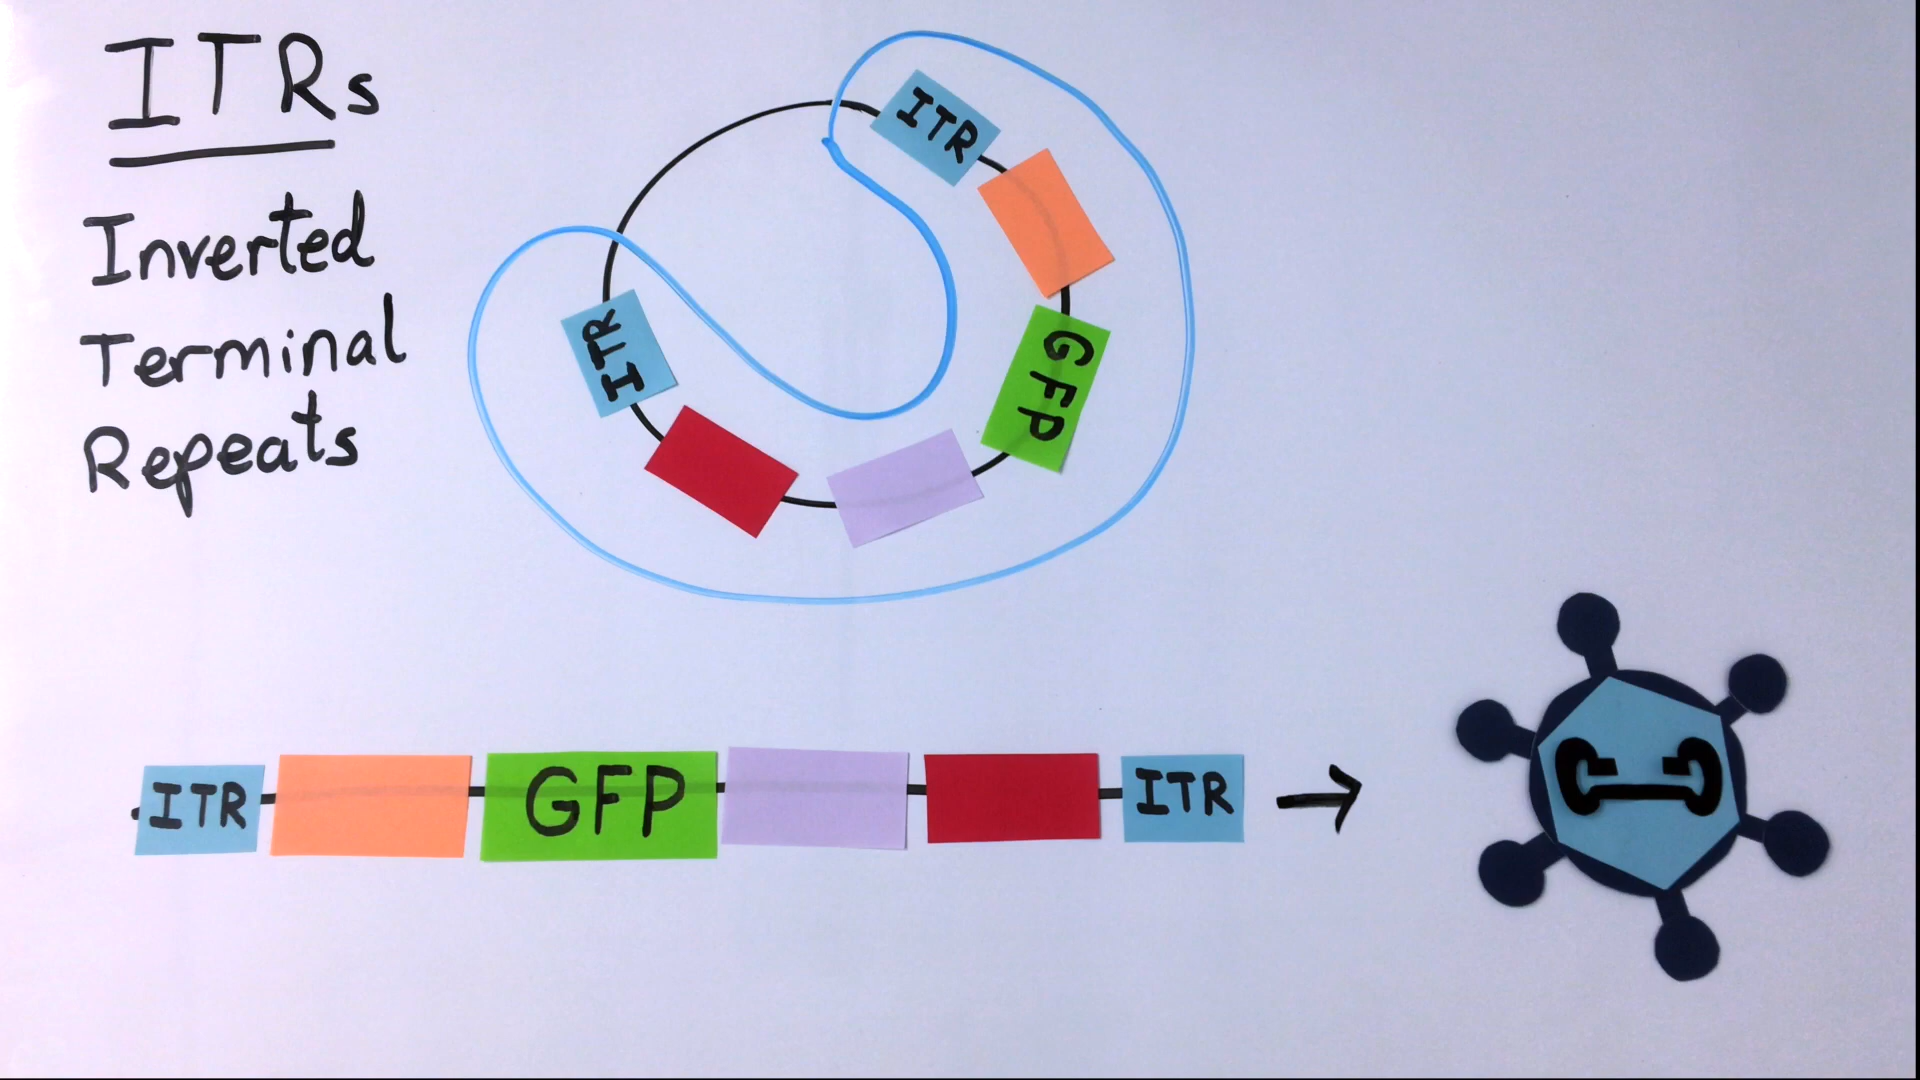 ITRs
Inverted
Terminal
Repeats
ITR
GFP
ITR
ITR
GFP
ITR